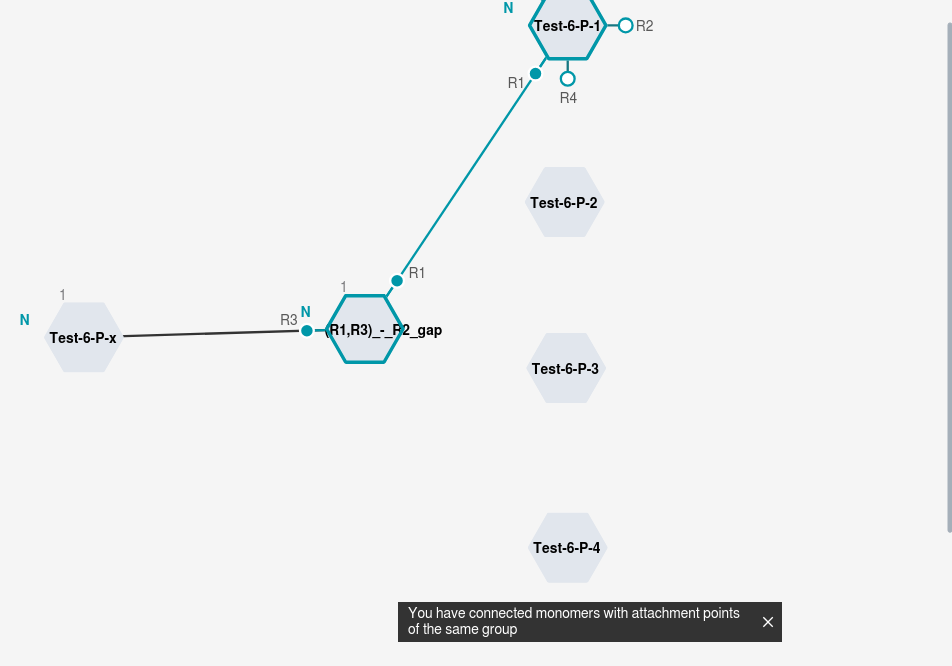 N
Test-6-P-1
R2
R1
R4
Test-6-P-2
R1
1
1
N
R3
N
Test-6-P-x
(R1,R3)_-_R2_gap
Test-6-P-3
Test-6-P-4
You have connected monomers with attachment points
of the same group